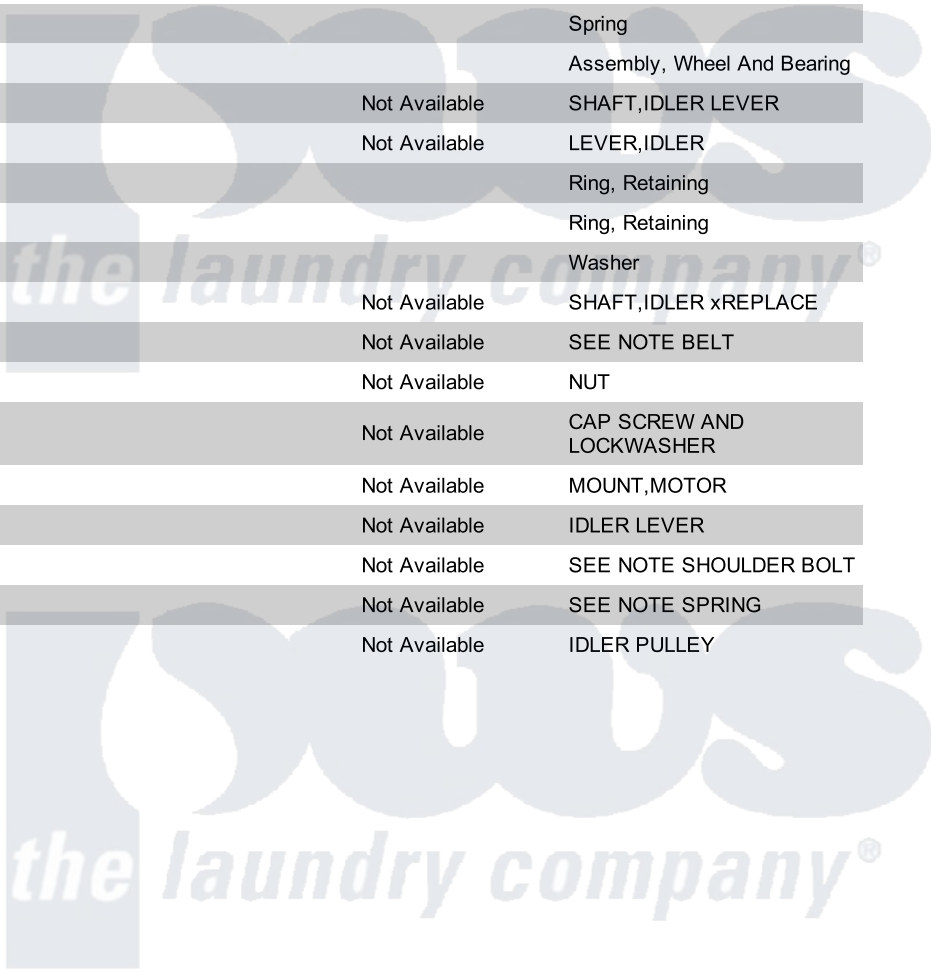 Spring
Assembly, Wheel And Bearing
Not Available SHAFT,IDLER LEVER
Not Available LEVER,IDLER
Ring, Retaining
Ring, Retaining
Washer
Not Available SHAFT,IDLER xREPLACE
Not Available SEE NOTE BELT
Not Available NUT
Not Available CAP SCREW AND
LOCKWASHER
Not Available MOUNT,MOTOR
Not Available IDLER LEVER
Not Available SEE NOTE SHOULDER BOLT
Not Available SEE NOTE SPRING
Not Available IDLER PULLEY
pws
the laundry company®
pws
the laundry company®